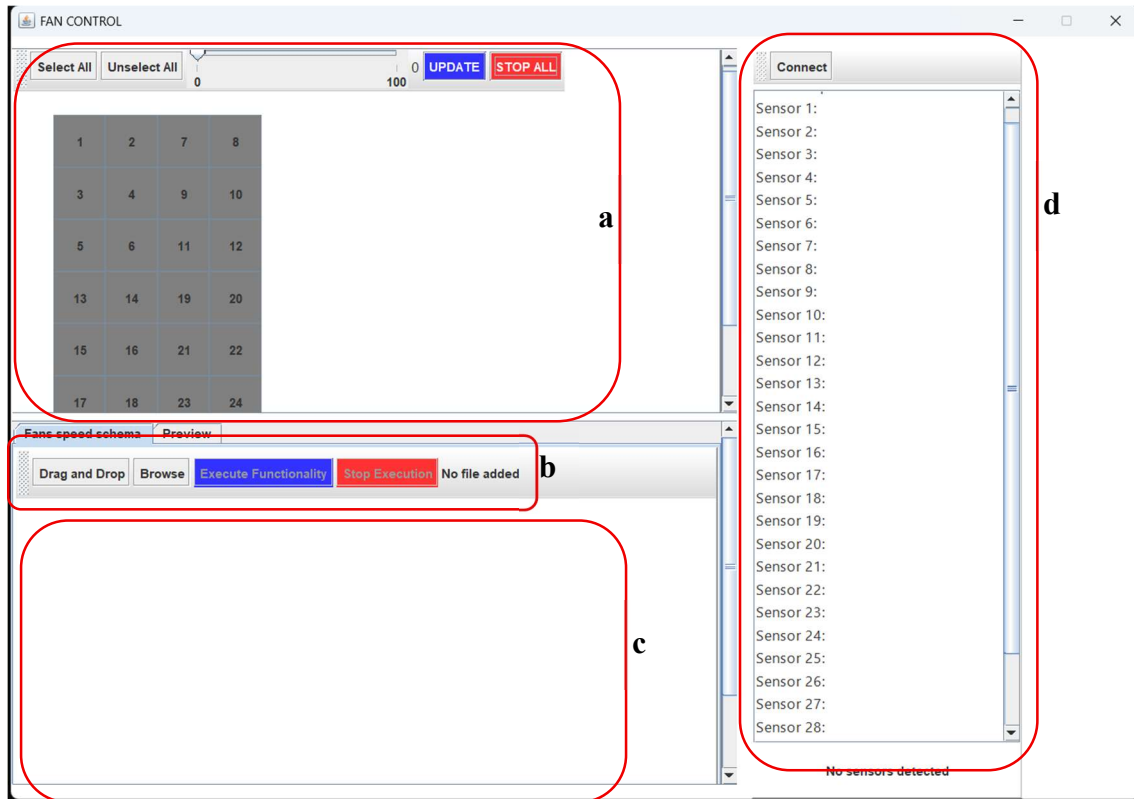 FAN CONTROL
Select All Unselect All 0 100 0 UPDATE STOP ALL
1 2 7 8
3 4 9 10
5 6 11 12
13 14 19 20
15 16 21 22
17 18 23 24
a
Fans speed schema Preview
Drag and Drop Browse Execute Functionality Stop Execution No file added
b
c
Connect
Sensor 1:
Sensor 2:
Sensor 3:
Sensor 4:
Sensor 5:
Sensor 6:
Sensor 7:
Sensor 8:
Sensor 9:
Sensor 10:
Sensor 11:
Sensor 12:
Sensor 13:
Sensor 14:
Sensor 15:
Sensor 16:
Sensor 17:
Sensor 18:
Sensor 19:
Sensor 20:
Sensor 21:
Sensor 22:
Sensor 23:
Sensor 24:
Sensor 25:
Sensor 26:
Sensor 27:
Sensor 28:
No sensors detected
d